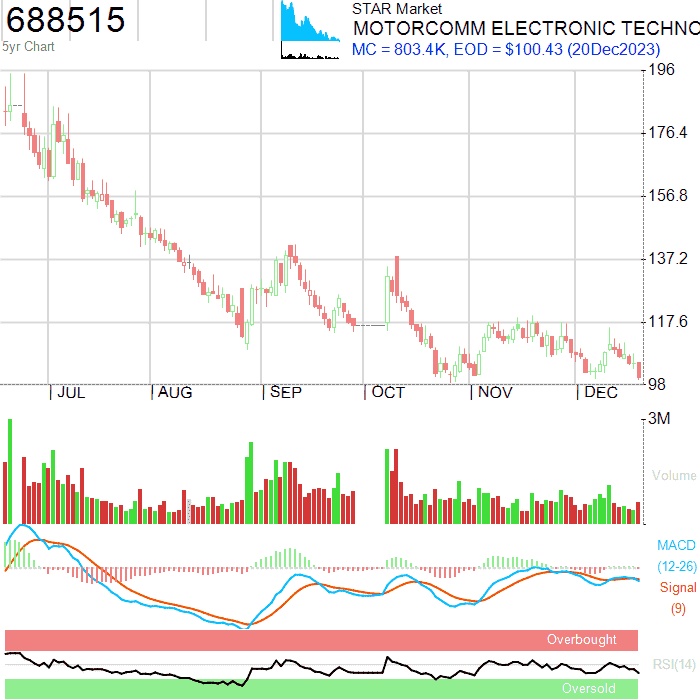 688515
5yr Chart
STAR Market
MOTORCOMM ELECTRONIC TECHNO
MC = 803.4K, EOD = $100.43 (20Dec2023)
196
176.4
156.8
137.2
117.6
98
JUL
AUG
SEP
OCT
NOV
DEC
3M
Volume
MACD
(12-26)
Signal
(9)
Overbought
RSI(14)
Oversold